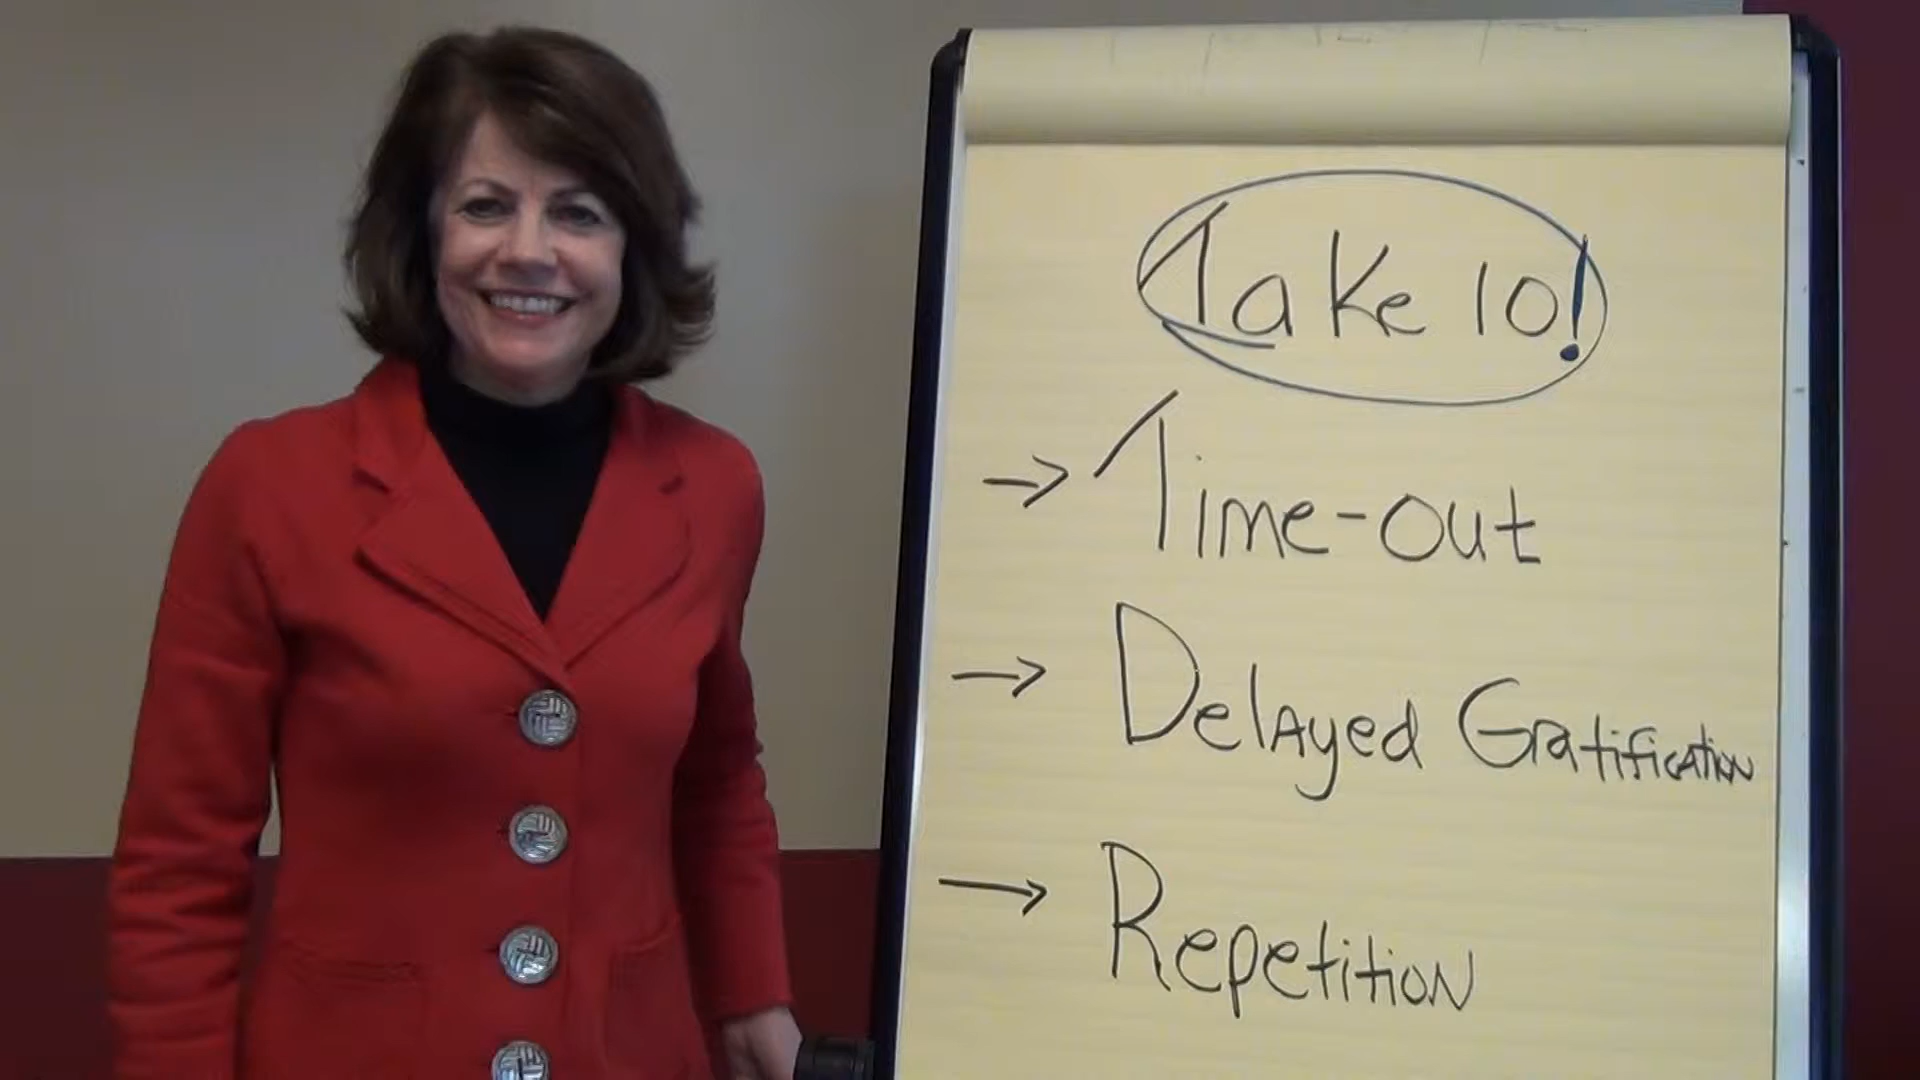 Take 10!
→ Time-out
→ Delayed Gratification
→ Repetition